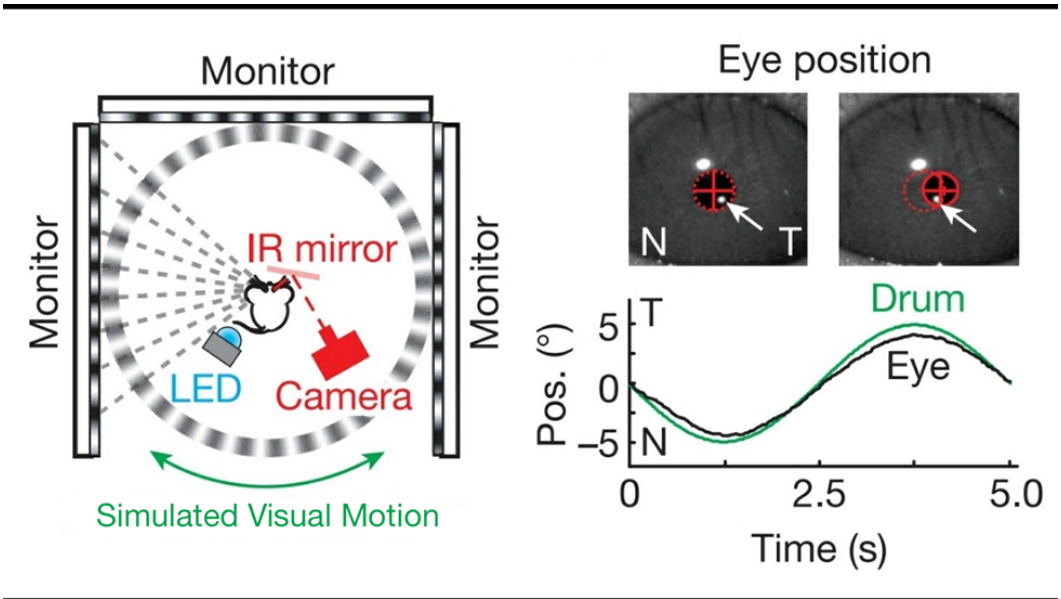 Monitor
Monitor
Monitor
IR mirror
LED
Camera
Simulated Visual Motion
Eye position
N
T
T
N
Drum
Eye
Pos. (°)
5
0
–5
0
2.5
5.0
Time (s)